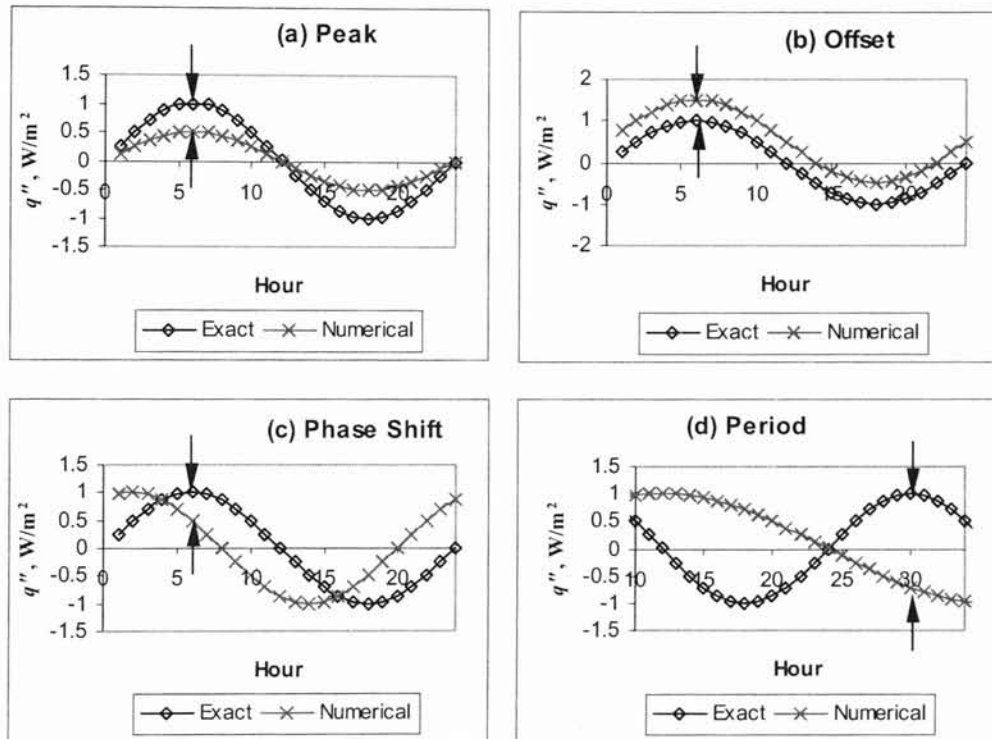 (a) Peak
1.5
1
0.5
0
-0.5
-1
-1.5
0 5 10 15 20
q″, W/m²
Hour
Exact Numerical
(b) Offset
2
1
0
-1
-2
0 5 10 15 20
q″, W/m²
Hour
Exact Numerical
(c) Phase Shift
1.5
1
0.5
0
-0.5
-1
-1.5
0 5 10 15 20
q″, W/m²
Hour
Exact Numerical
(d) Period
1.5
1
0.5
0
-0.5
-1
-1.5
10 15 20 25 30
q″, W/m²
Hour
Exact Numerical